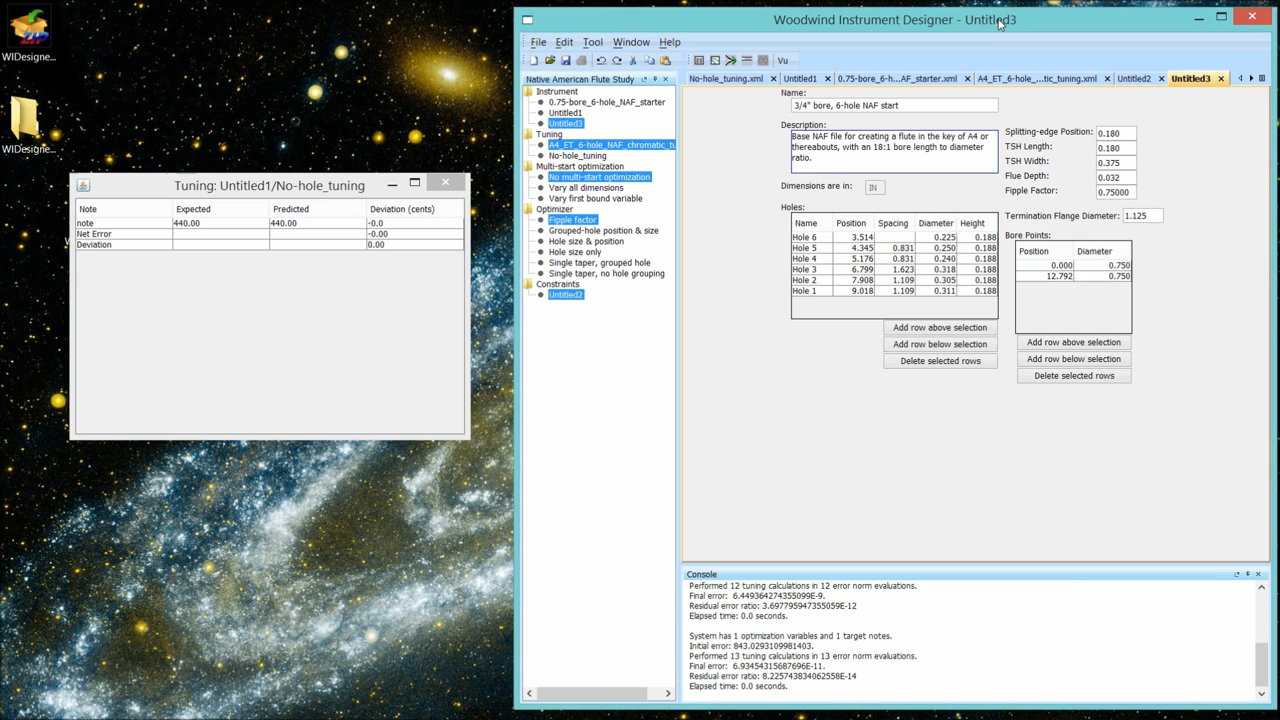 WIDesigne...
WIDesigne...
Tuning: Untitled1/No-hole_tuning
Note Expected Predicted Deviation (cents)
note 440.00 440.00 -0.0
Net Error -0.00
Deviation 0.00
Woodwind Instrument Designer - Untitled3
File Edit Tool Window Help
Vu
Native American Flute Study
Instrument
0.75-bore_6-hole_NAF_starter
Untitled1
Untitled3
Tuning
A4_ET_6-hole_NAF_chromatic_tu
No-hole_tuning
Multi-start optimization
No multi-start optimization
Vary all dimensions
Vary first bound variable
Optimizer
Fipple factor
Grouped-hole position & size
Hole size & position
Hole size only
Single taper, grouped hole
Single taper, no hole grouping
Constraints
Untitled2
No-hole_tuning.xml Untitled1 0.75-bore_6-h...AF_starter.xml A4_ET_6-hole_...tic_tuning.xml Untitled2 Untitled3
Name:
3/4" bore, 6-hole NAF start
Description:
Base NAF file for creating a flute in the key of A4 or
thereabouts, with an 18:1 bore length to diameter
ratio.
Dimensions are in: IN
Splitting-edge Position: 0.180
TSH Length: 0.180
TSH Width: 0.375
Flue Depth: 0.032
Fipple Factor: 0.75000
Holes:
Name Position Spacing Diameter Height
Hole 6 3.514 0.225 0.188
Hole 5 4.345 0.831 0.250 0.188
Hole 4 5.176 0.831 0.240 0.188
Hole 3 6.799 1.623 0.318 0.188
Hole 2 7.908 1.109 0.305 0.188
Hole 1 9.018 1.109 0.311 0.188
Add row above selection
Add row below selection
Delete selected rows
Termination Flange Diameter: 1.125
Bore Points:
Position Diameter
0.000 0.750
12.792 0.750
Add row above selection
Add row below selection
Delete selected rows
Console
Performed 12 tuning calculations in 12 error norm evaluations.
Final error: 6.449364274355099E-9.
Residual error ratio: 3.697795947355059E-12
Elapsed time: 0.0 seconds.
System has 1 optimization variables and 1 target notes.
Initial error: 843.0293109981403.
Performed 13 tuning calculations in 13 error norm evaluations.
Final error: 6.93454315687696E-11.
Residual error ratio: 8.225743834062558E-14
Elapsed time: 0.0 seconds.